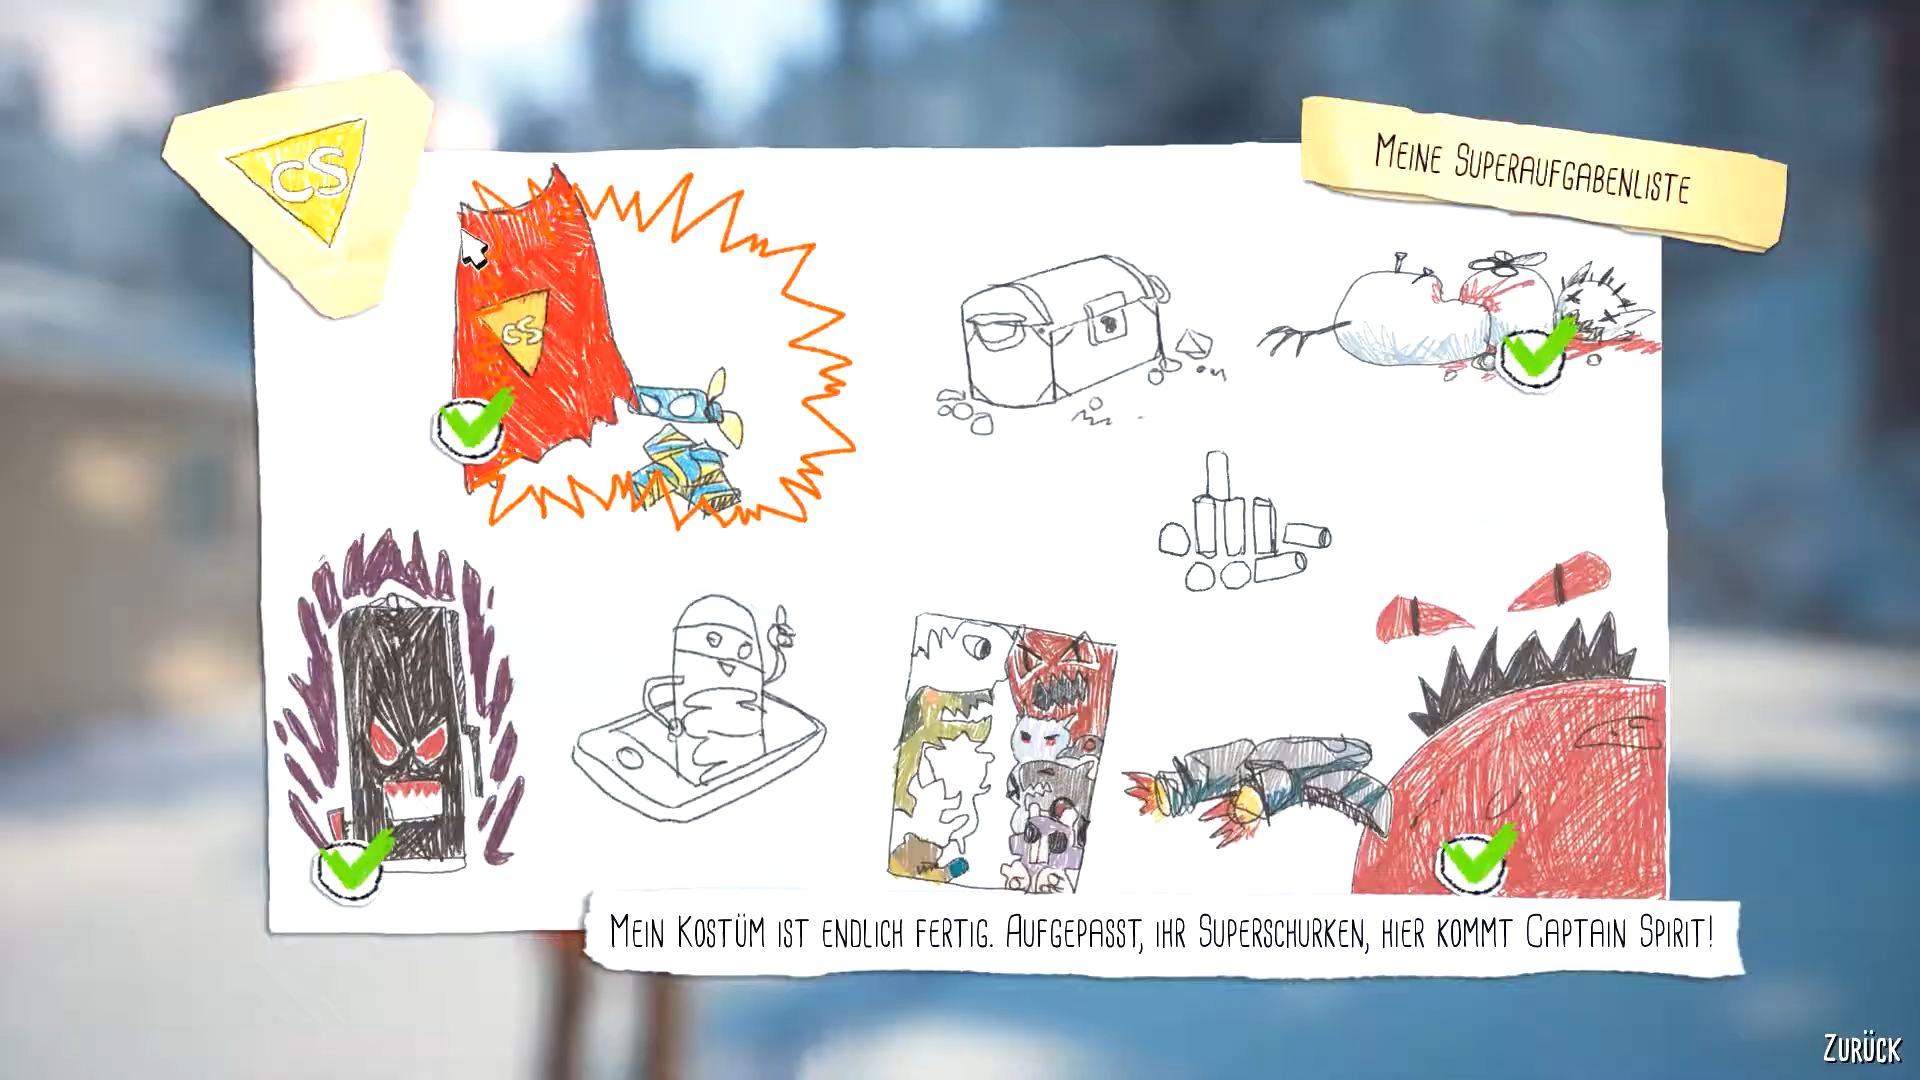 CS
MEINE SUPERAUFGABENLISTE
CS
MEIN KOSTÜM IST ENDLICH FERTIG. AUFGEPASST, IHR SUPERSCHURKEN, HIER KOMMT CAPTAIN SPIRIT!
ZURÜCK